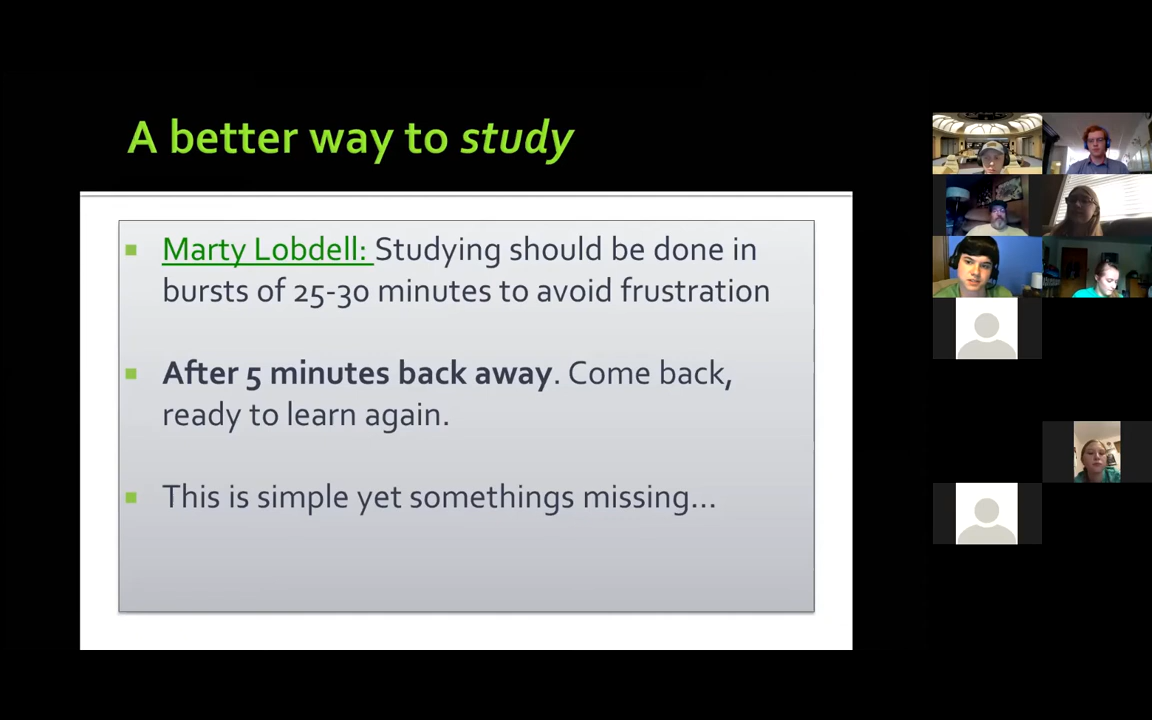 A better way to study
Marty Lobdell: Studying should be done in
bursts of 25-30 minutes to avoid frustration
After 5 minutes back away. Come back,
ready to learn again.
This is simple yet somethings missing...